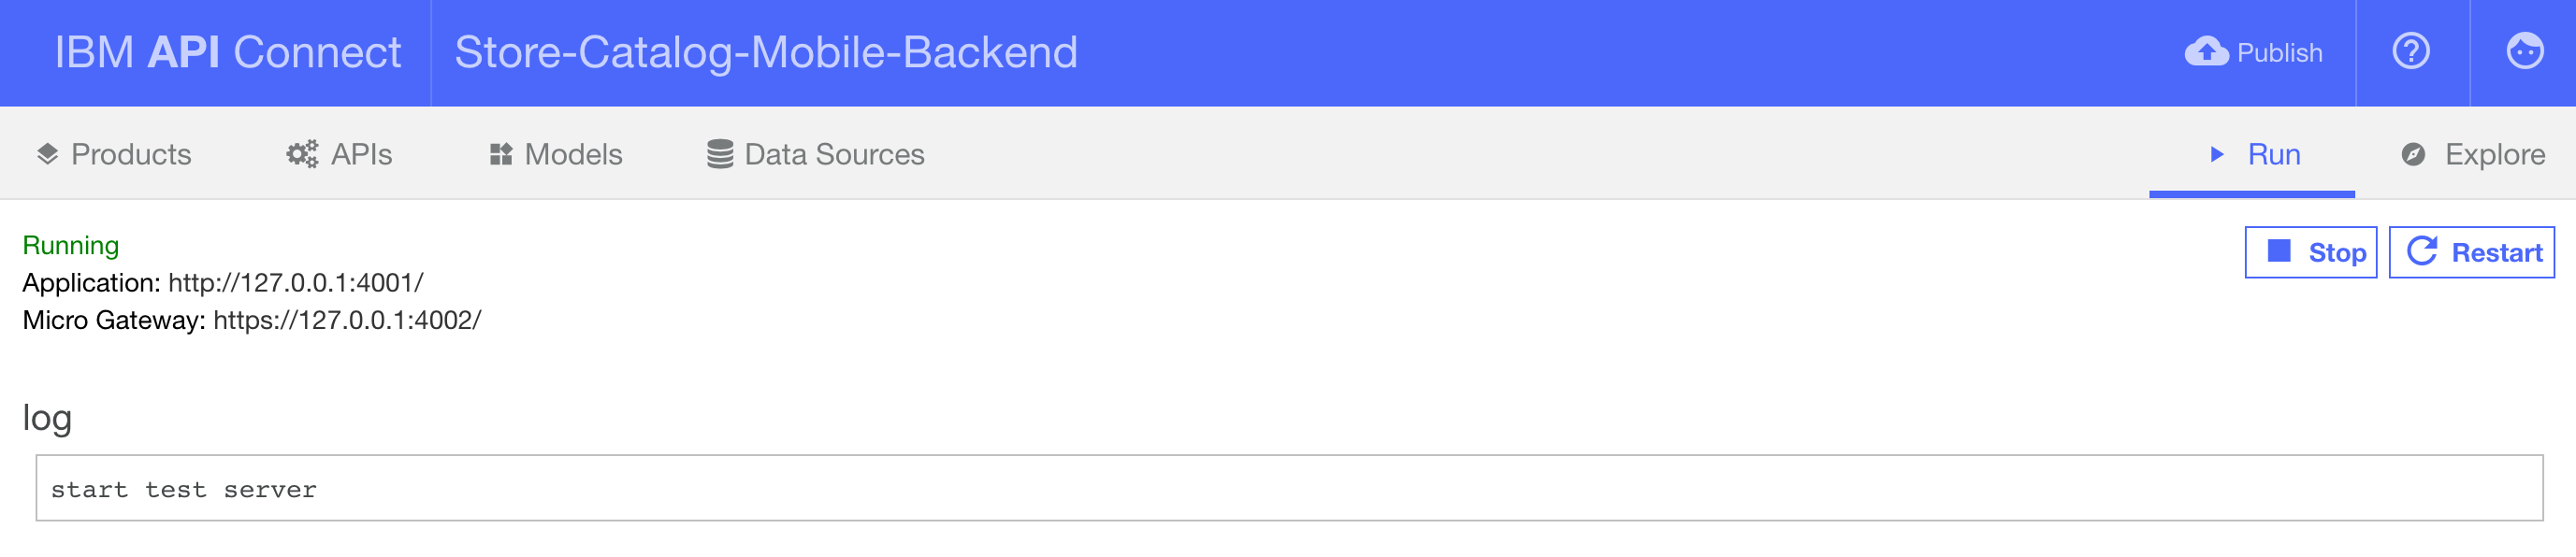 IBM API Connect Store-Catalog-Mobile-Backend Publish
Products APIs Models Data Sources Run Explore
Running
Stop Restart
Application: http://127.0.0.1:4001/
Micro Gateway: https://127.0.0.1:4002/
log
start test server